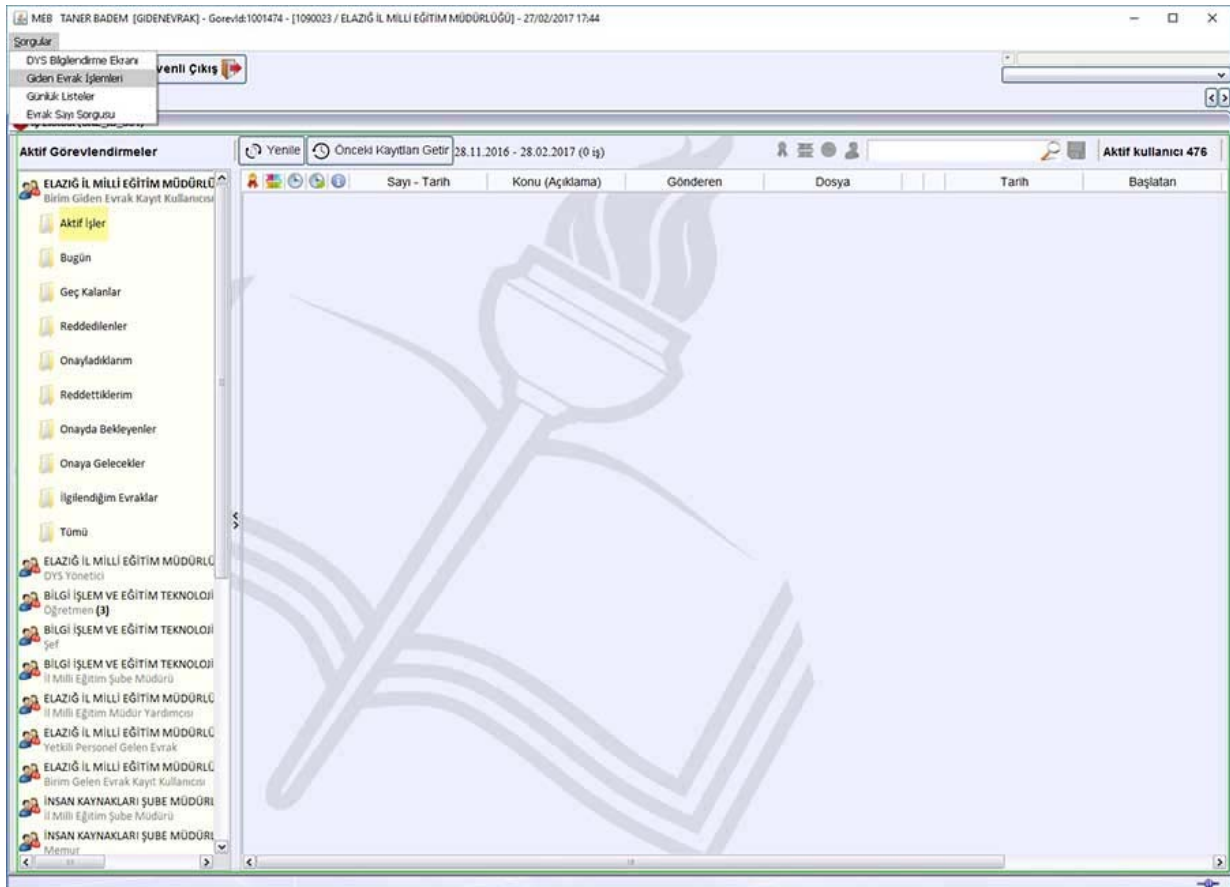 MEB TANER BADEM [GIDENEVRAK] - GorevId:1001474 - [1090023 / ELAZIĞ İL MİLLİ EĞİTİM MÜDÜRLÜĞÜ] - 27/02/2017 17:44
Sorgular
DYS Bilgilendirme Ekranı
Giden Evrak İşlemleri
Günlük Listeler
Evrak Sayı Sorgusu
venli Çıkış
Aktif Görevlendirmeler
Yenile
Önceki Kayıtları Getir
28.11.2016 - 28.02.2017 (0 iş)
Aktif kullanıcı 476
Sayı - Tarih
Konu (Açıklama)
Gönderen
Dosya
Tarih
Başlatan
ELAZIĞ İL MİLLİ EĞİTİM MÜDÜRLÜ
Birim Giden Evrak Kayıt Kullanıcısı
Aktif İşler
Bugün
Geç Kalanlar
Reddedilenler
Onayladıklarım
Reddettiklerim
Onayda Bekleyenler
Onaya Gelecekler
İlgilendiğim Evraklar
Tümü
ELAZIĞ İL MİLLİ EĞİTİM MÜDÜRLÜ
DYS Yönetici
BİLGİ İŞLEM VE EĞİTİM TEKNOLOJİ
Öğretmen (3)
BİLGİ İŞLEM VE EĞİTİM TEKNOLOJİ
Şef
BİLGİ İŞLEM VE EĞİTİM TEKNOLOJİ
İl Milli Eğitim Şube Müdürü
ELAZIĞ İL MİLLİ EĞİTİM MÜDÜRLÜ
İl Milli Eğitim Müdür Yardımcısı
ELAZIĞ İL MİLLİ EĞİTİM MÜDÜRLÜ
Yetkili Personel Gelen Evrak
ELAZIĞ İL MİLLİ EĞİTİM MÜDÜRLÜ
Birim Gelen Evrak Kayıt Kullanıcısı
İNSAN KAYNAKLARI ŞUBE MÜDÜRL
İl Milli Eğitim Şube Müdürü
İNSAN KAYNAKLARI ŞUBE MÜDÜRL
Memur